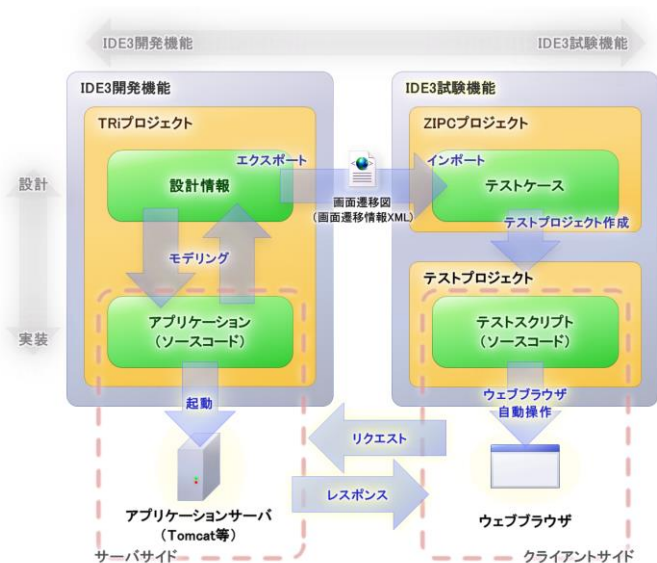 IDE3開発機能
IDE3試験機能
IDE3開発機能
IDE3試験機能
TRiプロジェクト
ZIPCプロジェクト
エクスポート
インポート
設計
設計情報
テストケース
画面遷移図
(画面遷移情報XML)
テストプロジェクト作成
モデリング
テストプロジェクト
実装
アプリケーション
(ソースコード)
テストスクリプト
(ソースコード)
起動
ウェブブラウザ
自動操作
リクエスト
レスポンス
アプリケーションサーバ
(Tomcat等)
ウェブブラウザ
サーバサイド
クライアントサイド